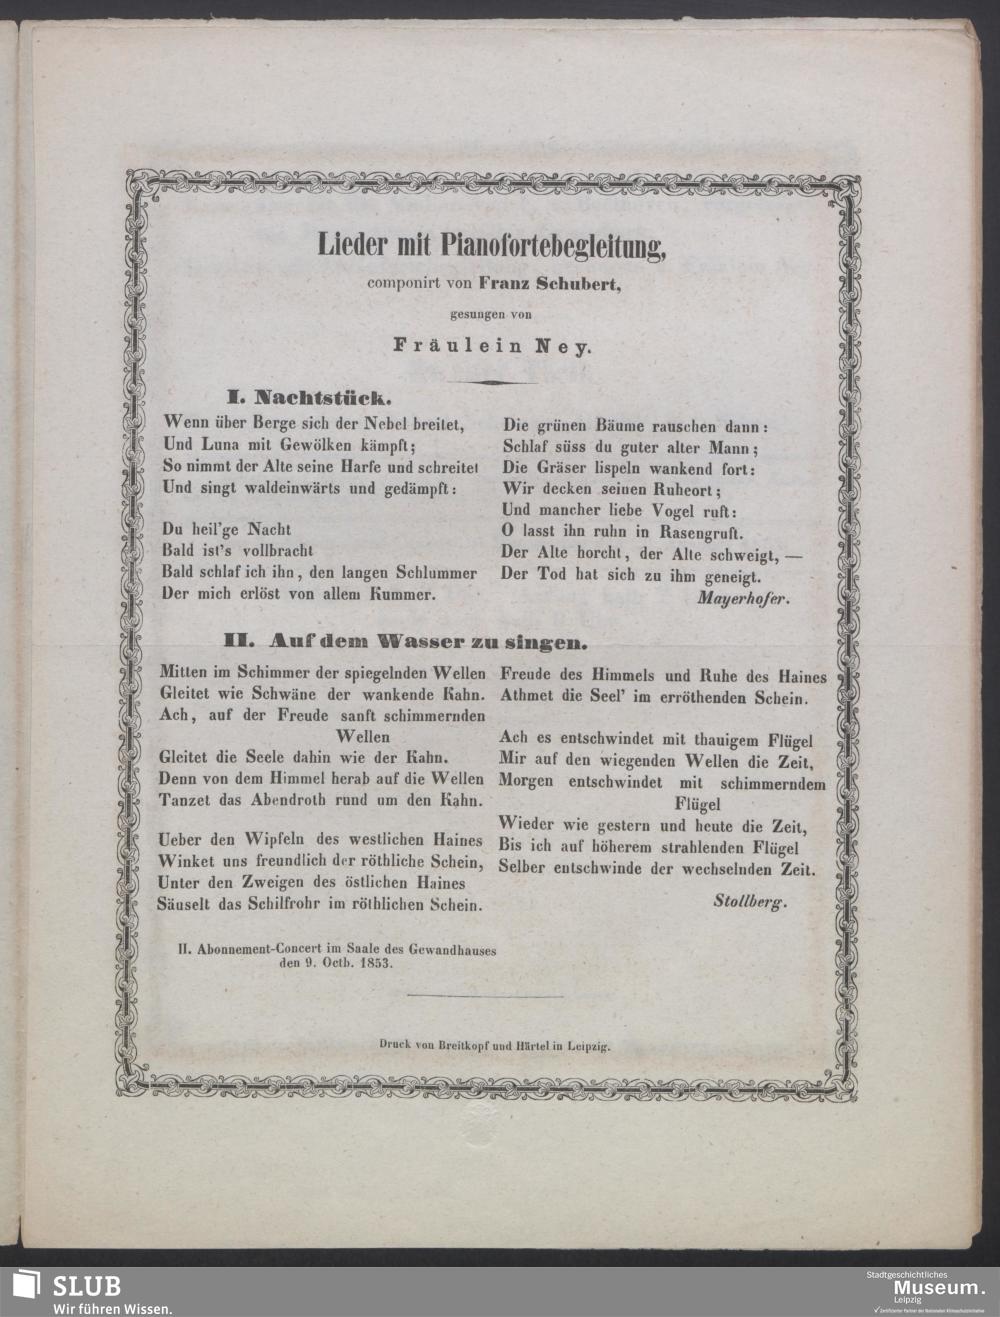 Lieder mit Pianofortebegleitung,
componirt von Franz Schubert,
gesungen von
Fräulein Ney.
I. Nachtstück.
Wenn über Berge sich der Nebel breitet,
Und Luna mit Gewölken kämpft;
So nimmt der Alte seine Harfe und schreitet
Und singt waldeinwärts und gedämpft:
Du heil'ge Nacht
Bald ist's vollbracht
Bald schlaf ich ihn, den langen Schlummer
Der mich erlöst von allem Kummer.
Die grünen Bäume rauschen dann:
Schlaf süss du guter alter Mann;
Die Gräser lispeln wankend fort:
Wir decken seinen Ruheort;
Und mancher liebe Vogel ruft:
O lasst ihn ruhn in Rasengruft.
Der Alte horcht, der Alte schweigt, —
Der Tod hat sich zu ihm geneigt.
Mayerhofer.
II. Auf dem Wasser zu singen.
Mitten im Schimmer der spiegelnden Wellen
Gleitet wie Schwäne der wankende Kahn.
Ach, auf der Freude sanft schimmernden
Wellen
Gleitet die Seele dahin wie der Kahn.
Denn von dem Himmel herab auf die Wellen
Tanzet das Abendroth rund um den Kahn.
Ueber den Wipfeln des westlichen Haines
Winket uns freundlich der röthliche Schein,
Unter den Zweigen des östlichen Haines
Säuselt das Schilfrohr im röthlichen Schein.
Freude des Himmels und Ruhe des Haines
Athmet die Seel' im erröthenden Schein.
Ach es entschwindet mit thauigem Flügel
Mir auf den wiegenden Wellen die Zeit,
Morgen entschwindet mit schimmerndem
Flügel
Wieder wie gestern und heute die Zeit,
Bis ich auf höherem strahlenden Flügel
Selber entschwinde der wechselnden Zeit.
Stollberg.
II. Abonnement-Concert im Saale des Gewandhauses
den 9. Octb. 1853.
Druck von Breitkopf und Härtel in Leipzig.
SLUB
Wir führen Wissen.
Stadtgeschichtliches
Museum.
Leipzig
Zertifizierter Partner der Nationalen Klimaschutzinitiative